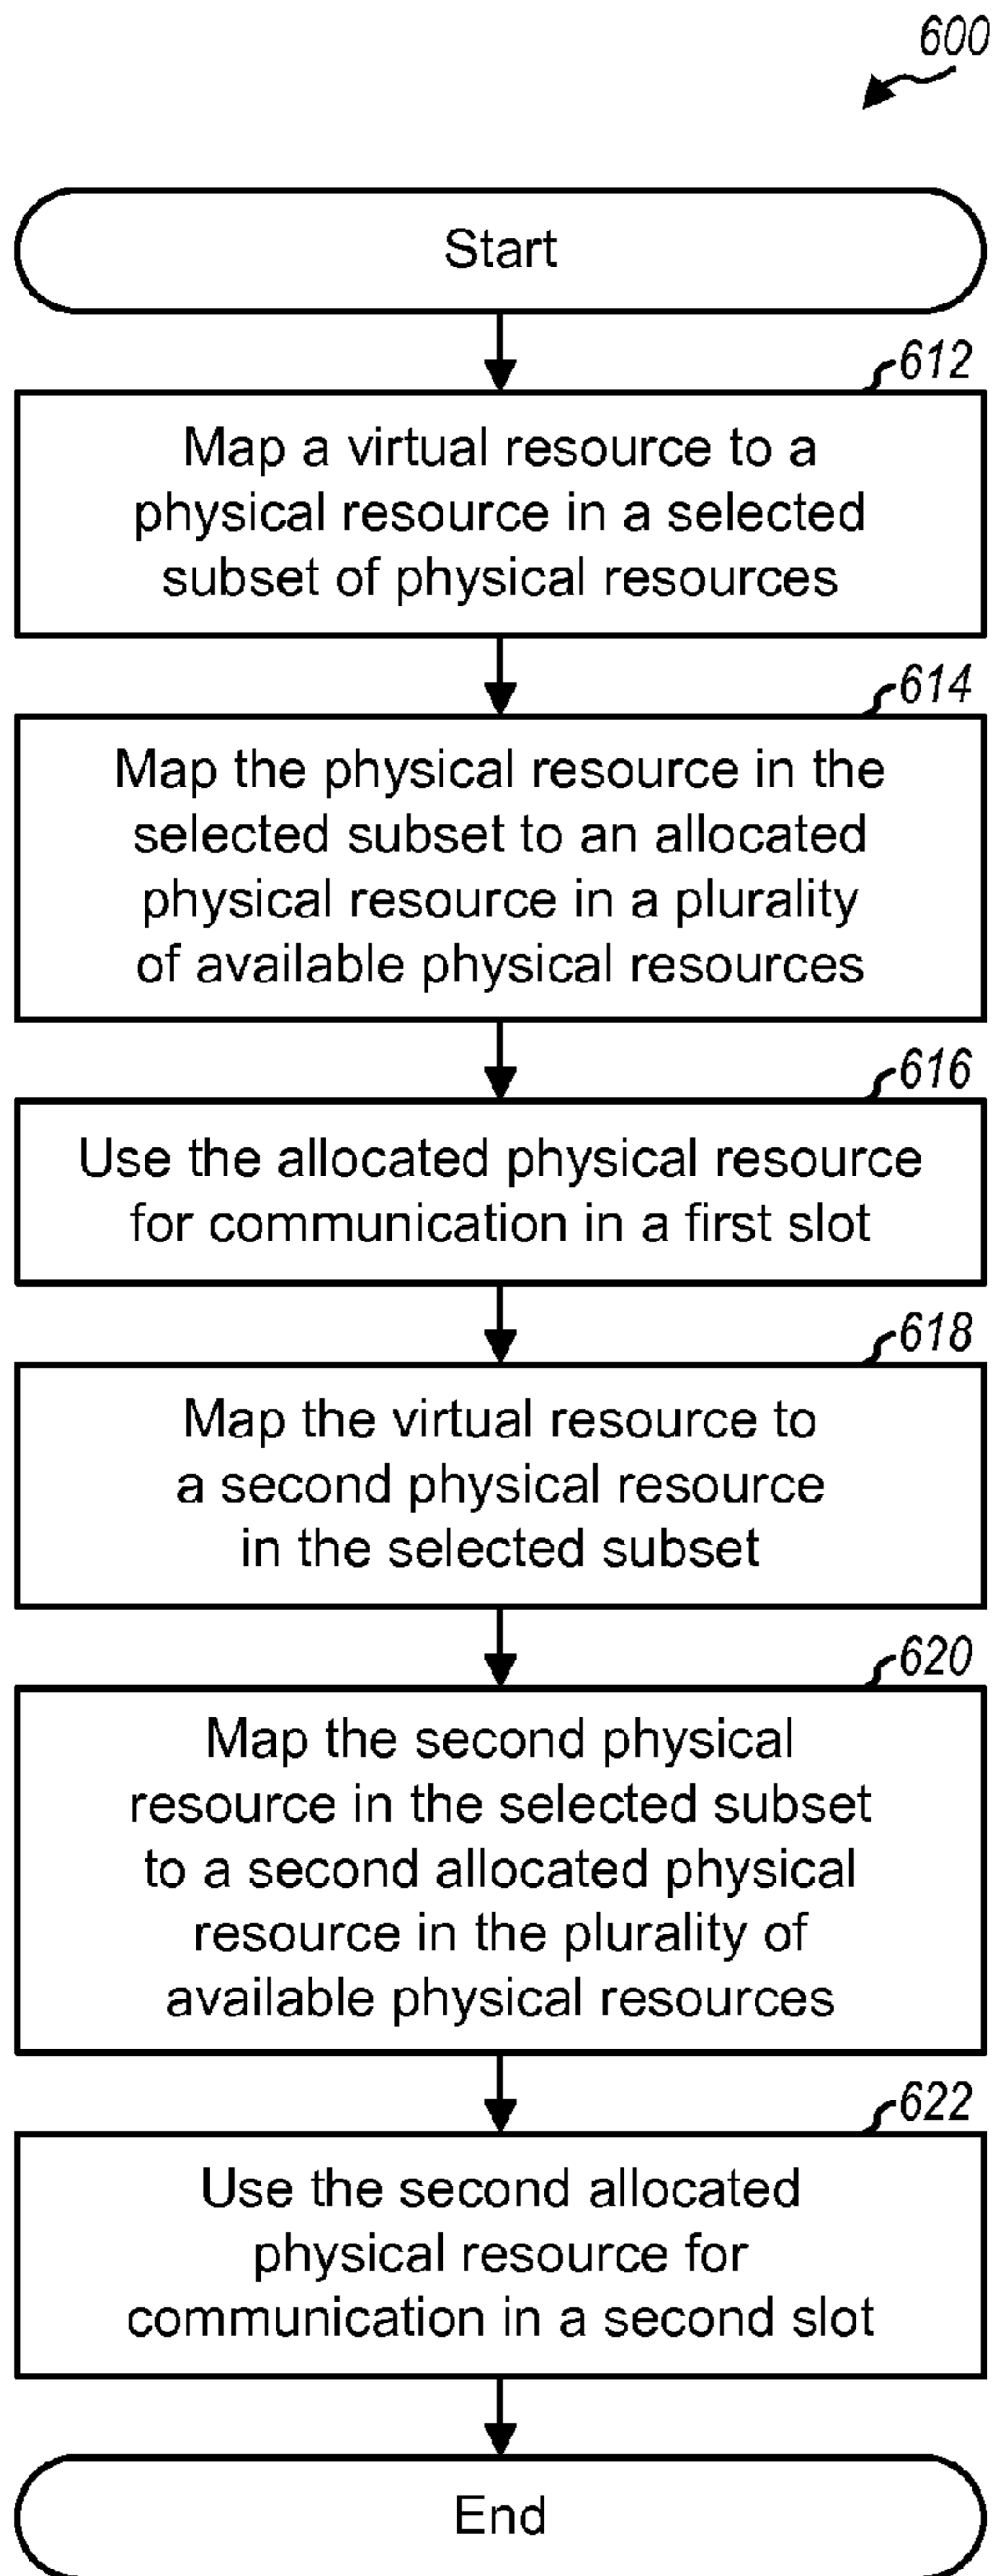 600
Start
612
Map a virtual resource to a
physical resource in a selected
subset of physical resources
614
Map the physical resource in the
selected subset to an allocated
physical resource in a plurality
of available physical resources
616
Use the allocated physical resource
for communication in a first slot
618
Map the virtual resource to
a second physical resource
in the selected subset
620
Map the second physical
resource in the selected subset
to a second allocated physical
resource in the plurality of
available physical resources
622
Use the second allocated
physical resource for
communication in a second slot
End